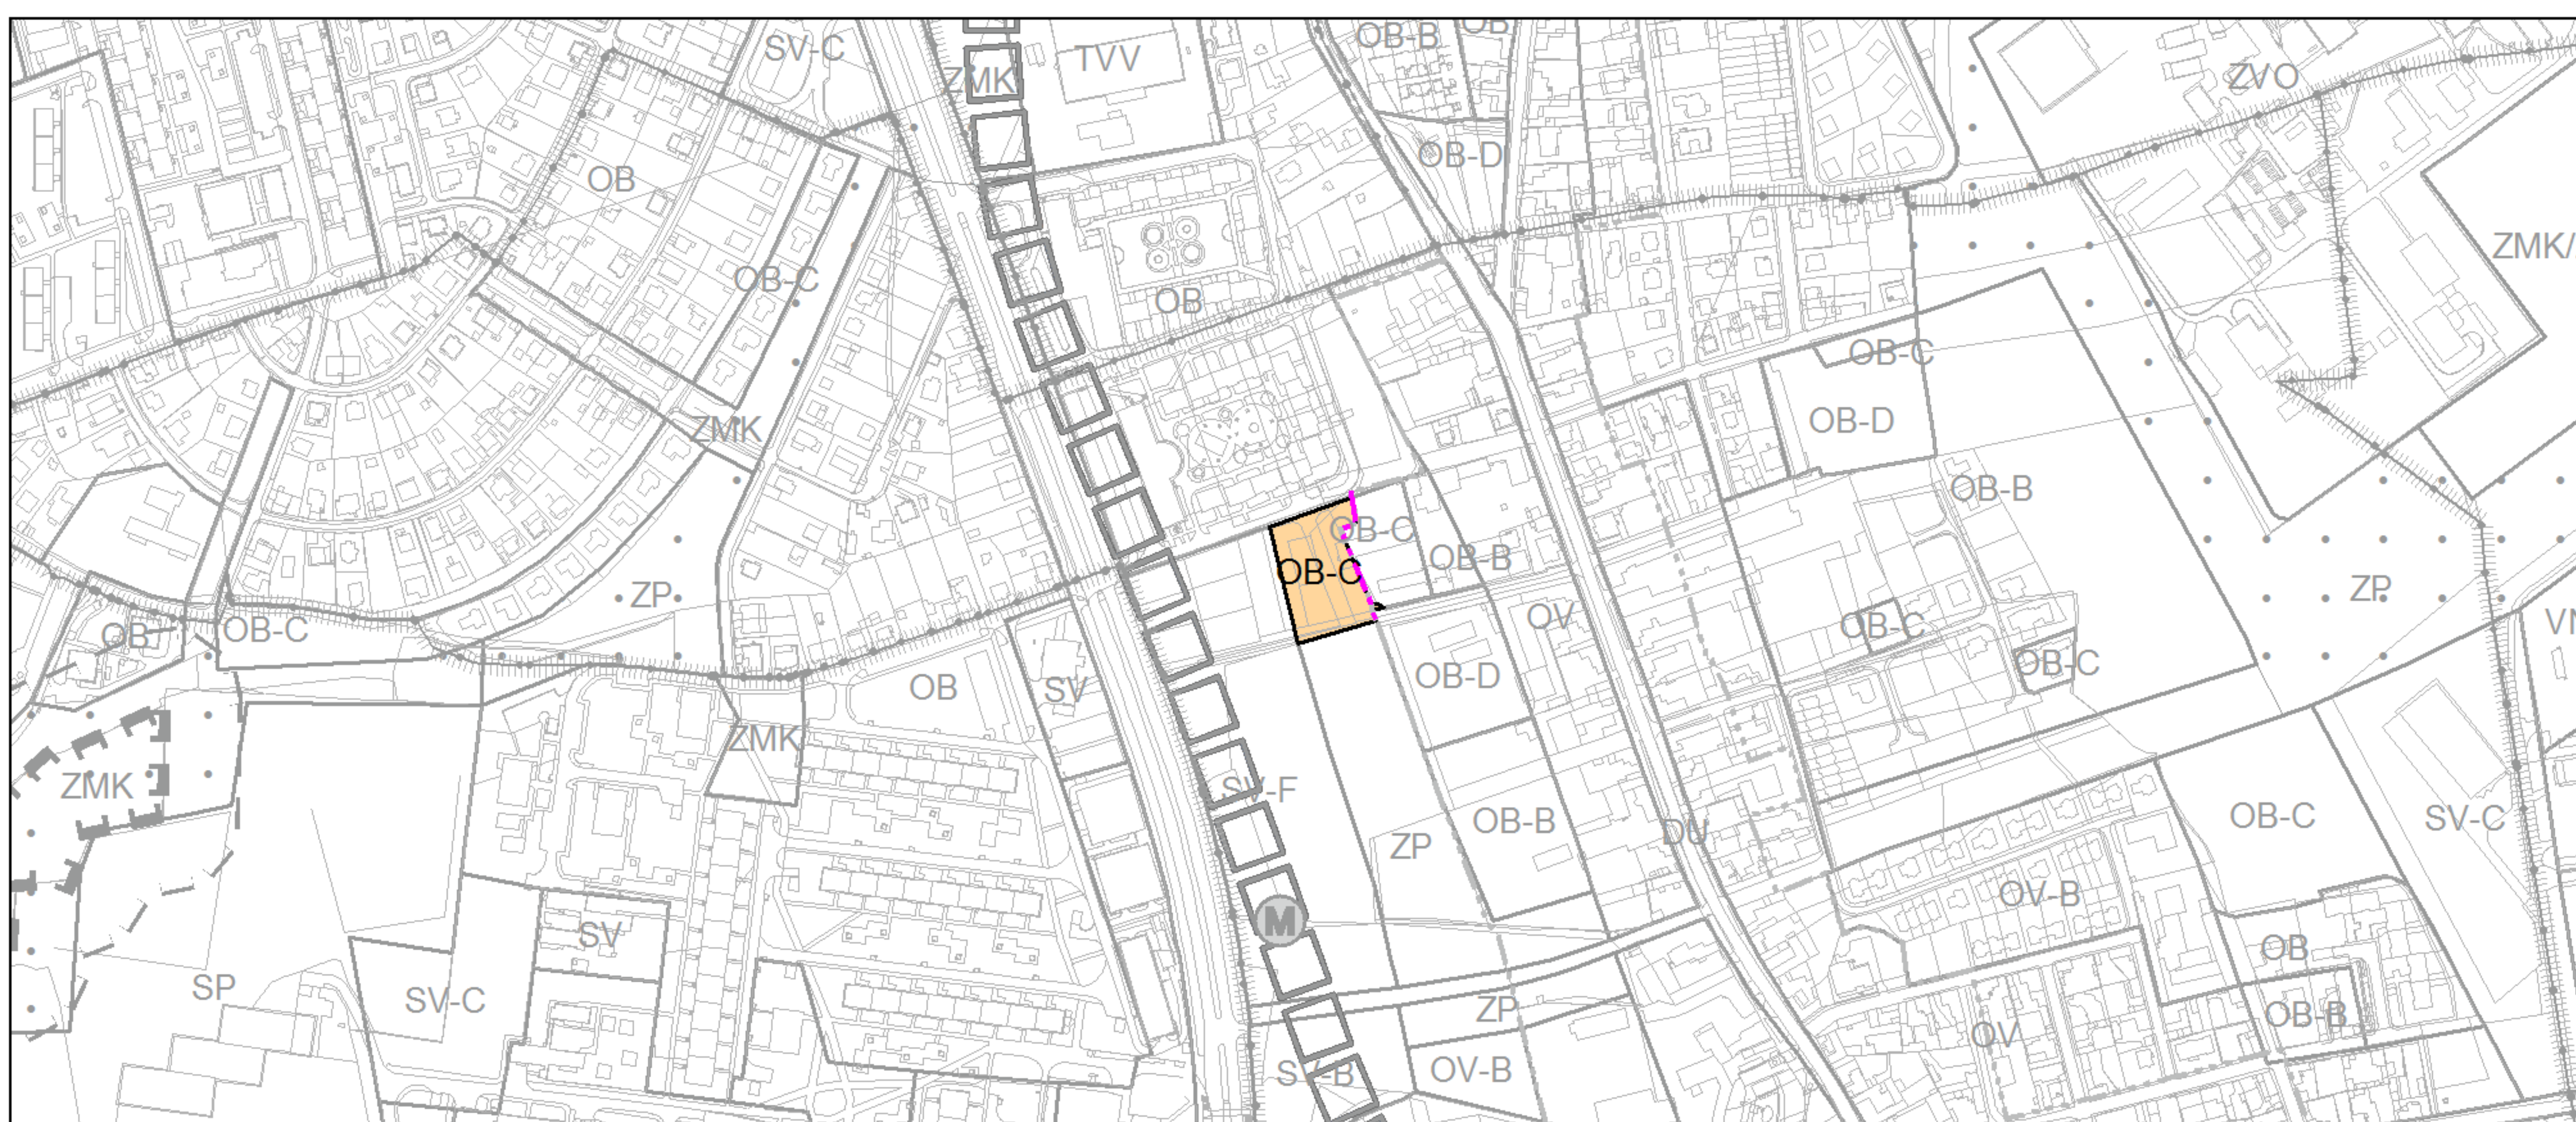 OB-B
OB
SV-C
TVV
ZMK
ZVO
OB-D
OB
ZMK/
OB-C
OB
OB-C
OB-D
ZMK
OB-B
OB-C
OB-B
OB-C
ZP
ZP
OV
VN
OB-C
OB
OB-C
OB-C
OB-D
OB
SV
ZMK
ZMK
SV-F
OB-C
SV-C
OB-B
DU
ZP
OV-B
M
SV
OB
SP
SV-C
ZP
OB-B
OV
OV-B
SV-B